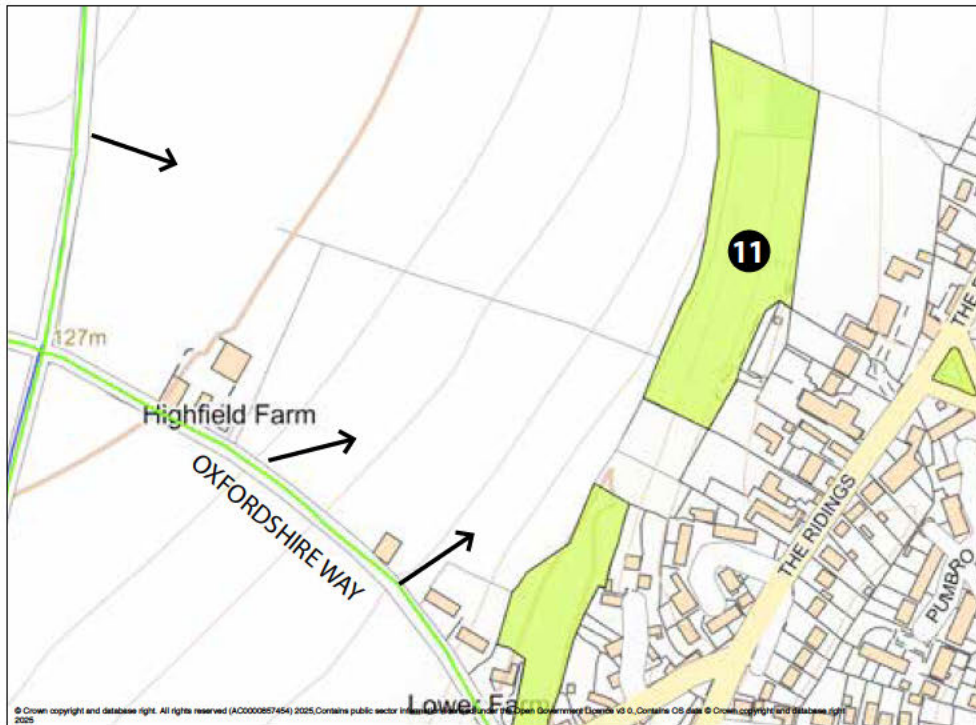 11
THE
127m
Highfield Farm
OXFORDSHIRE WAY
THE RIDINGS
PUMBRO
Lower Farm
© Crown copyright and database right. All rights reserved (AC0000857454) 2025,Contains public sector information licensed under the Open Government Licence v3 0.,Contains OS data © Crown copyright and database right
2025